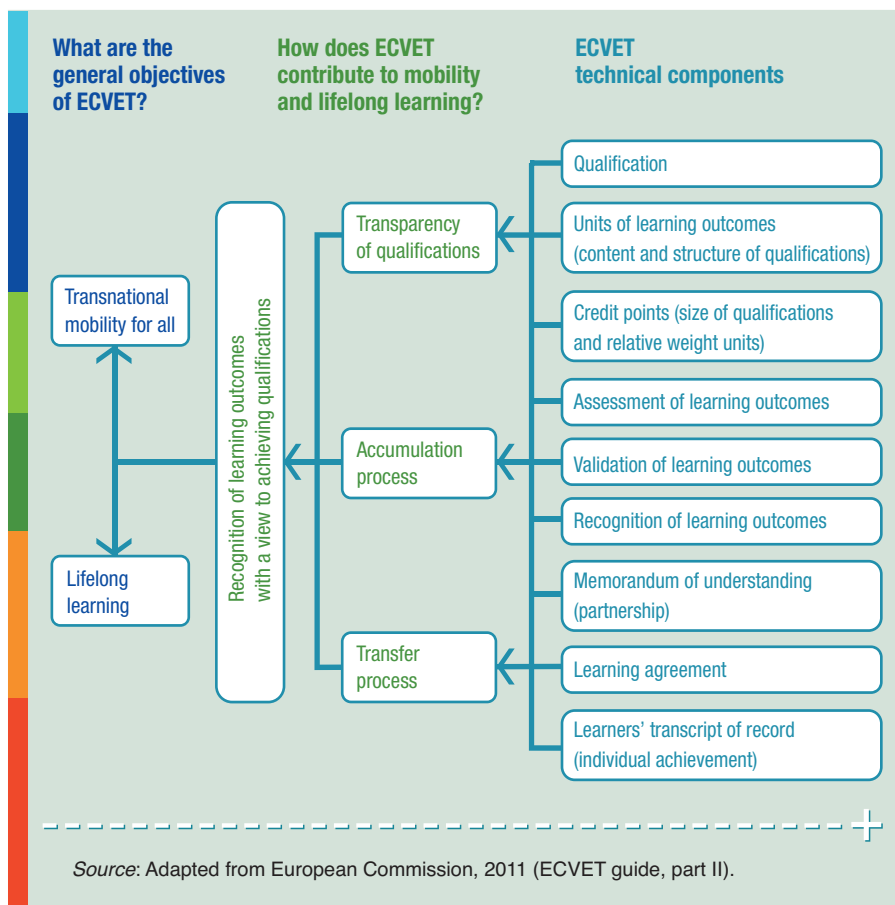 What are the
general objectives
of ECVET?
How does ECVET
contribute to mobility
and lifelong learning?
ECVET
technical components
Transnational
mobility for all
Lifelong
learning
Recognition of learning outcomes
with a view to achieving qualifications
Transparency
of qualifications
Accumulation
process
Transfer
process
Qualification
Units of learning outcomes
(content and structure of qualifications)
Credit points (size of qualifications
and relative weight units)
Assessment of learning outcomes
Validation of learning outcomes
Recognition of learning outcomes
Memorandum of understanding
(partnership)
Learning agreement
Learners’ transcript of record
(individual achievement)
Source: Adapted from European Commission, 2011 (ECVET guide, part II).